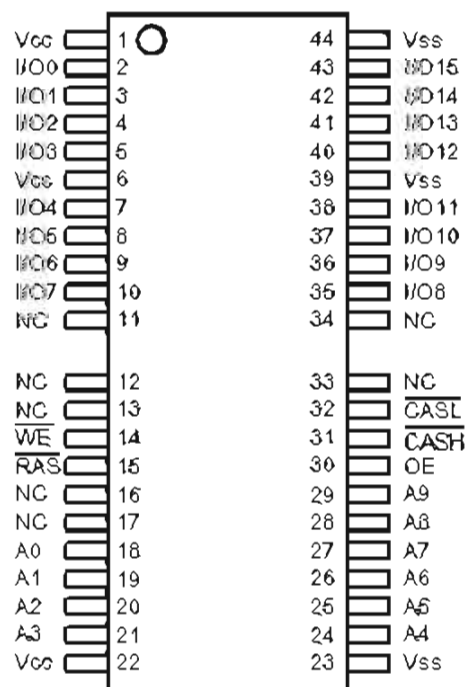 Vcc 1 44 Vss
I/O0 2 43 I/O15
I/O1 3 42 I/O14
I/O2 4 41 I/O13
I/O3 5 40 I/O12
Vcc 6 39 Vss
I/O4 7 38 I/O11
I/O5 8 37 I/O10
I/O6 9 36 I/O9
I/O7 10 35 I/O8
NC 11 34 NC
NC 12 33 NC
NC 13 32 CASL
WE 14 31 CASH
RAS 15 30 OE
NC 16 29 A9
NC 17 28 A8
A0 18 27 A7
A1 19 26 A6
A2 20 25 A5
A3 21 24 A4
Vcc 22 23 Vss